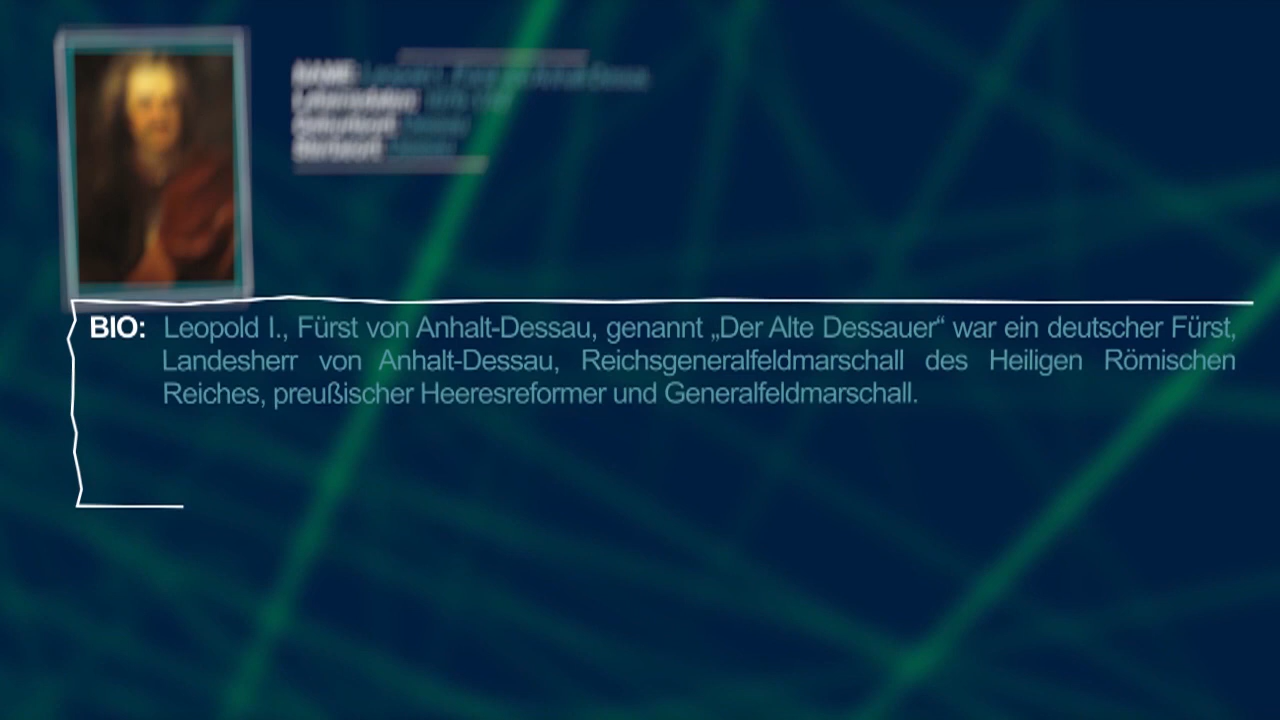 NAME:
BIO: Leopold I., Fürst von Anhalt-Dessau, genannt „Der Alte Dessauer“ war ein deutscher Fürst,
Landesherr von Anhalt-Dessau, Reichsgeneralfeldmarschall des Heiligen Römischen
Reiches, preußischer Heeresreformer und Generalfeldmarschall.